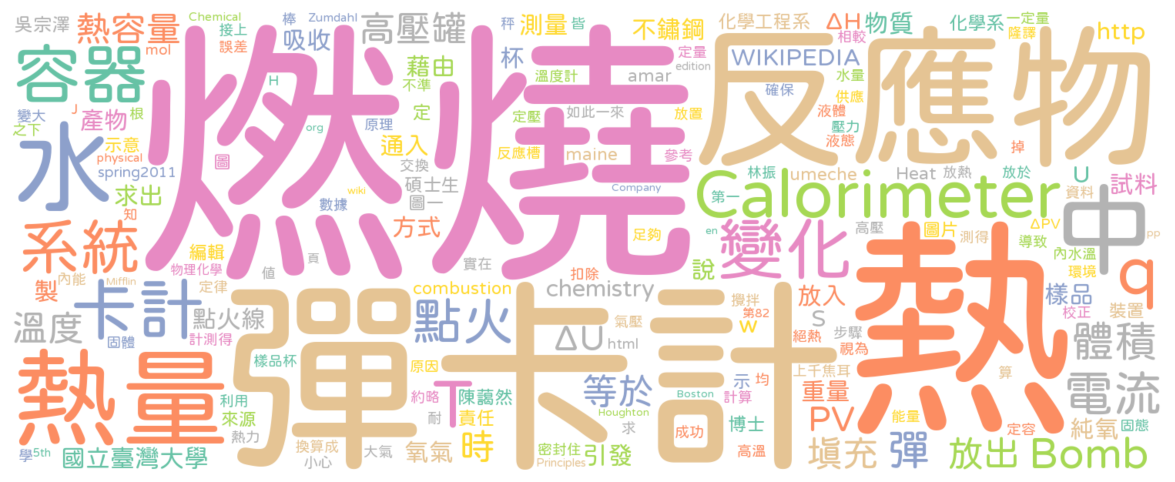 吳宗澤
熱容量
Chemical
接上
誤差
mol
棒
Zumdahl
吸收
高壓罐
測量
皆
不鏽鋼
秤
化學工程系
ΔH
相較
物質
化學系
一定量
隆譯
http
容器
燃燒
H
杯
溫度計
藉由
不準
定
定量
edition
amar
如此一來
放置
WIKIPEDIA
確保
水量
供應
液體
壓力
液態
掉
反應物
變大
之下
J
產物
根
示意
physical
spring2011
水
求出
知
org
原理
圖
交換
通入
定壓
反應槽
碩士生
圖一
maine
參考
數據
wiki
Company
方式
足夠
林振
umeche
第一
Heat
放熱
放於
U
資料
試料
Calorimeter
中
en
ΔPV
導致
pp
系統
編輯
物理化學
值
頁
實在
變化
說
高壓
圖片
測得
內水溫
環境
q
製
內能
Mifflin
定律
卡計
固體
溫度
點火線
計測得
彈卡計
點火
combustion
扣除
chemistry
氣壓
ΔU
html
攪拌
第82
w
放入
S
絕熱
步驟
視為
熱
樣品
校正
裝置
體積
熱量
樣品杯
原因
利用
來源
約略
T
耐
陳藹然
責任
時
等於
Houghton
求
示
均
計算
Boston
上千焦耳
重量
PV
算
能量
定容
電流
純氧
固態
學
5th
熱力
國立臺灣大學
換算成
小心
大氣
氧氣
密封住
Principles
引發
成功
博士
高溫
填充
彈
放出
Bomb